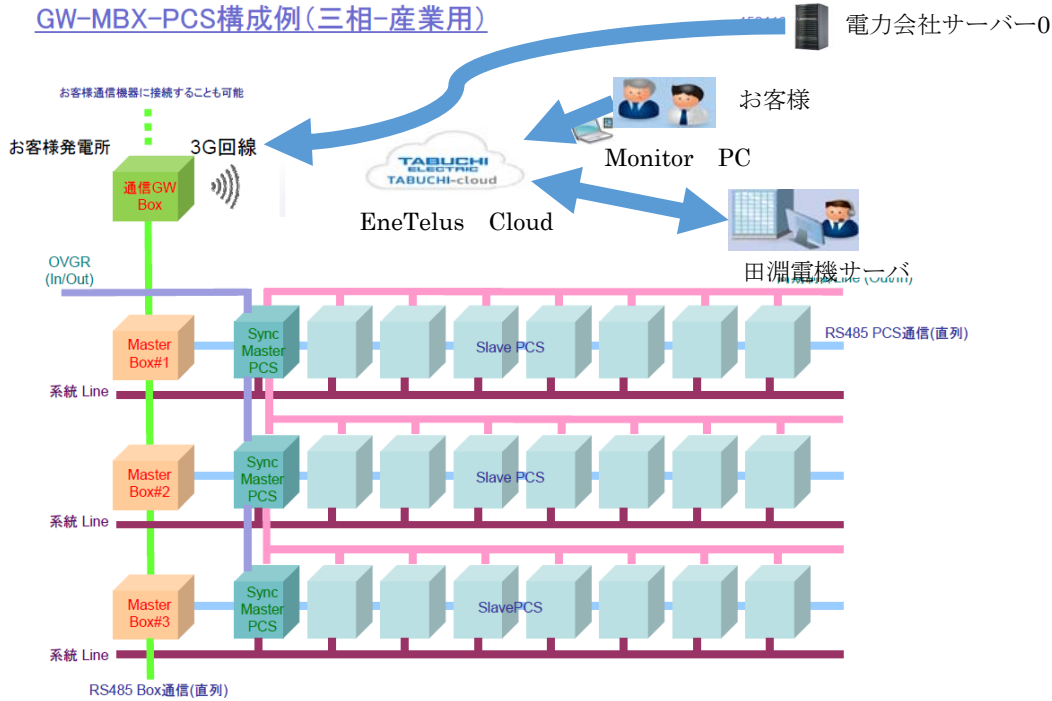 GW-MBX-PCS構成例(三相-産業用)
電力会社サーバー0
お客様通信機器に接続することも可能
お客様
お客様発電所
3G回線
Monitor PC
TABUCHI
ELECTRIC
TABUCHI-cloud
通信GW
Box
EneTelus Cloud
田淵電機サーバ
OVGR
(In/Out)
Line (Out/In)
Master
Box#1
Sync
Master
PCS
Slave PCS
RS485 PCS通信(直列)
系統 Line
Master
Box#2
Sync
Master
PCS
Slave PCS
系統 Line
Master
Box#3
Sync
Master
PCS
SlavePCS
系統 Line
RS485 Box通信(直列)